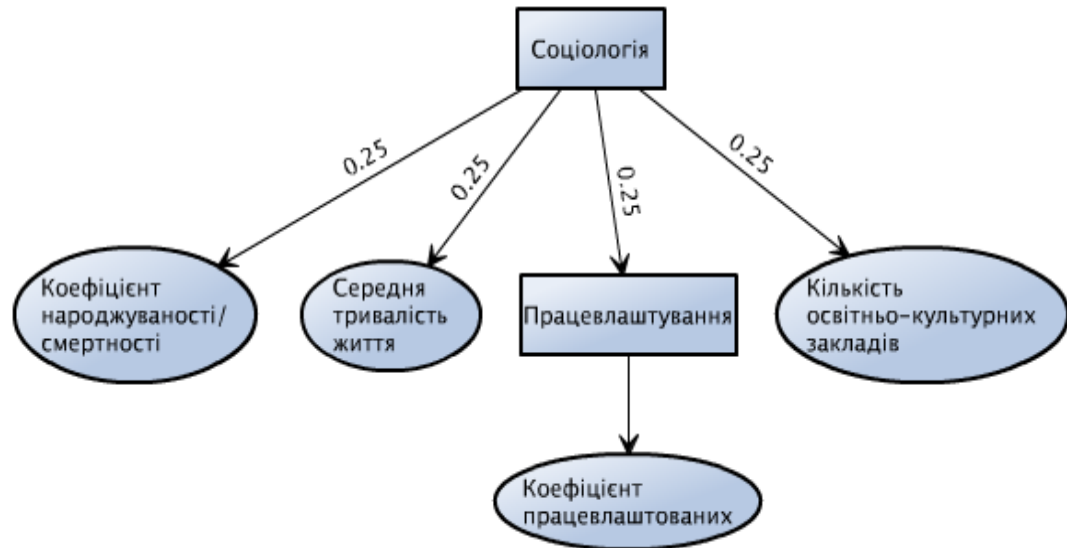 Соціологія
0.25
0.25
0.25
0.25
Коефіцієнт
народжуваності/
смертності
Середня
тривалість
життя
Працевлаштування
Кількість
освітньо-культурних
закладів
Коефіцієнт
працевлаштованих